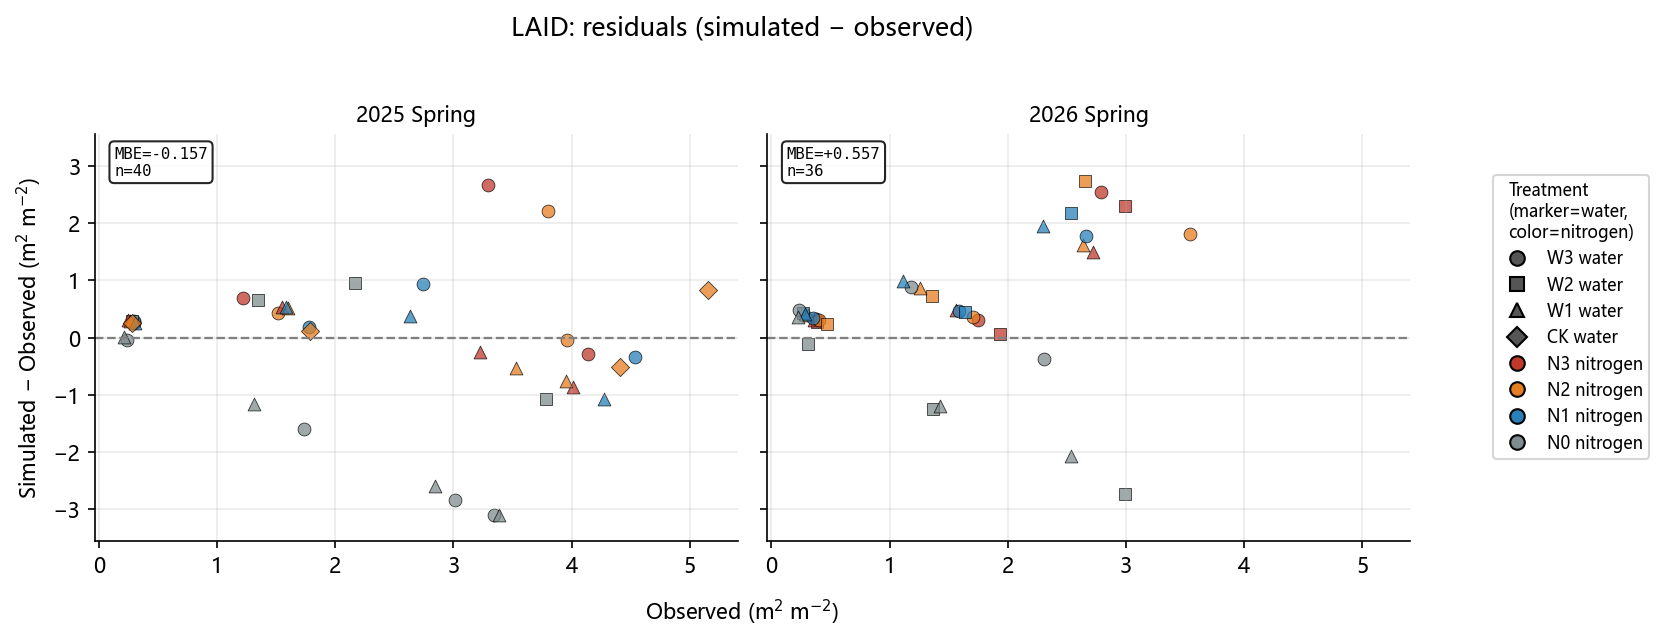 LAID: residuals (simulated − observed)
2025 Spring
2026 Spring
MBE=-0.157
n=40
MBE=+0.557
n=36
Simulated − Observed (m² m⁻²)
3
2
1
0
−1
−2
−3
0 1 2 3 4 5
0 1 2 3 4 5
Observed (m² m⁻²)
Treatment
(marker=water,
color=nitrogen)
W3 water
W2 water
W1 water
CK water
N3 nitrogen
N2 nitrogen
N1 nitrogen
N0 nitrogen